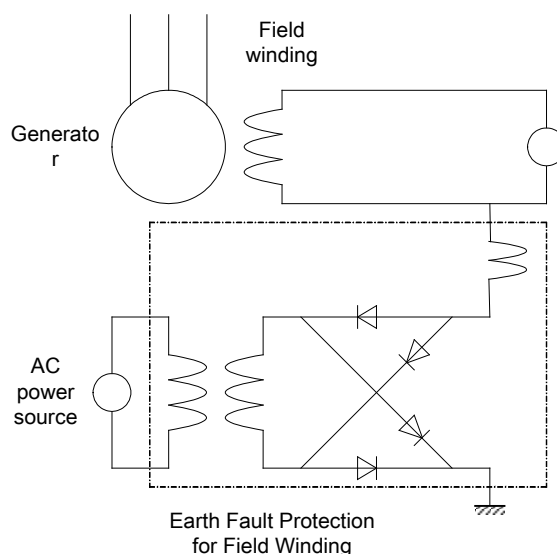 Field
winding
Generato
r
AC
power
source
Earth Fault Protection
for Field Winding